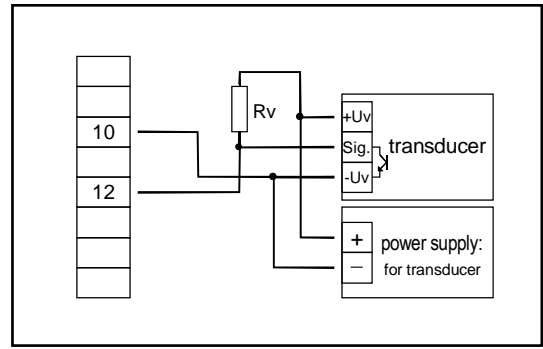 10
12
Rv
+Uv
Sig.
-Uv
transducer
+
−
power supply:
for transducer